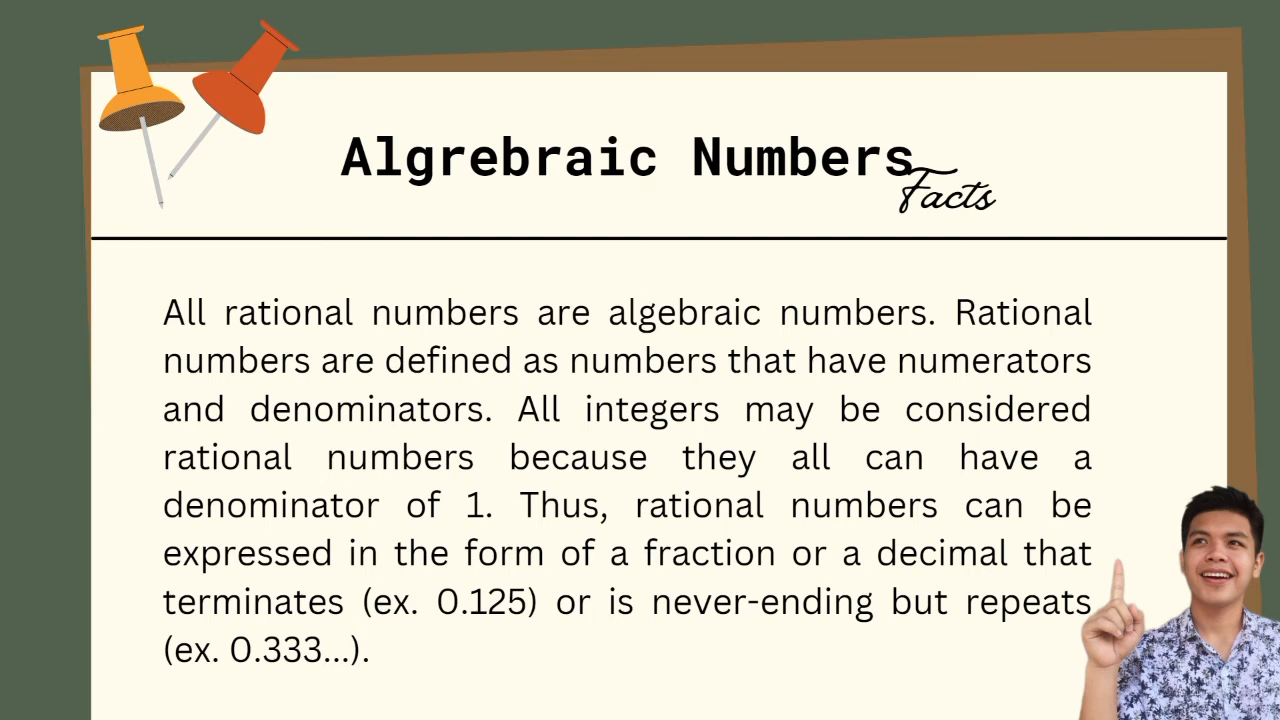 Algrebraic Numbers
Facts
All rational numbers are algebraic numbers. Rational
numbers are defined as numbers that have numerators
and denominators. All integers may be considered
rational numbers because they all can have a
denominator of 1. Thus, rational numbers can be
expressed in the form of a fraction or a decimal that
terminates (ex. 0.125) or is never-ending but repeats
(ex. 0.333...).